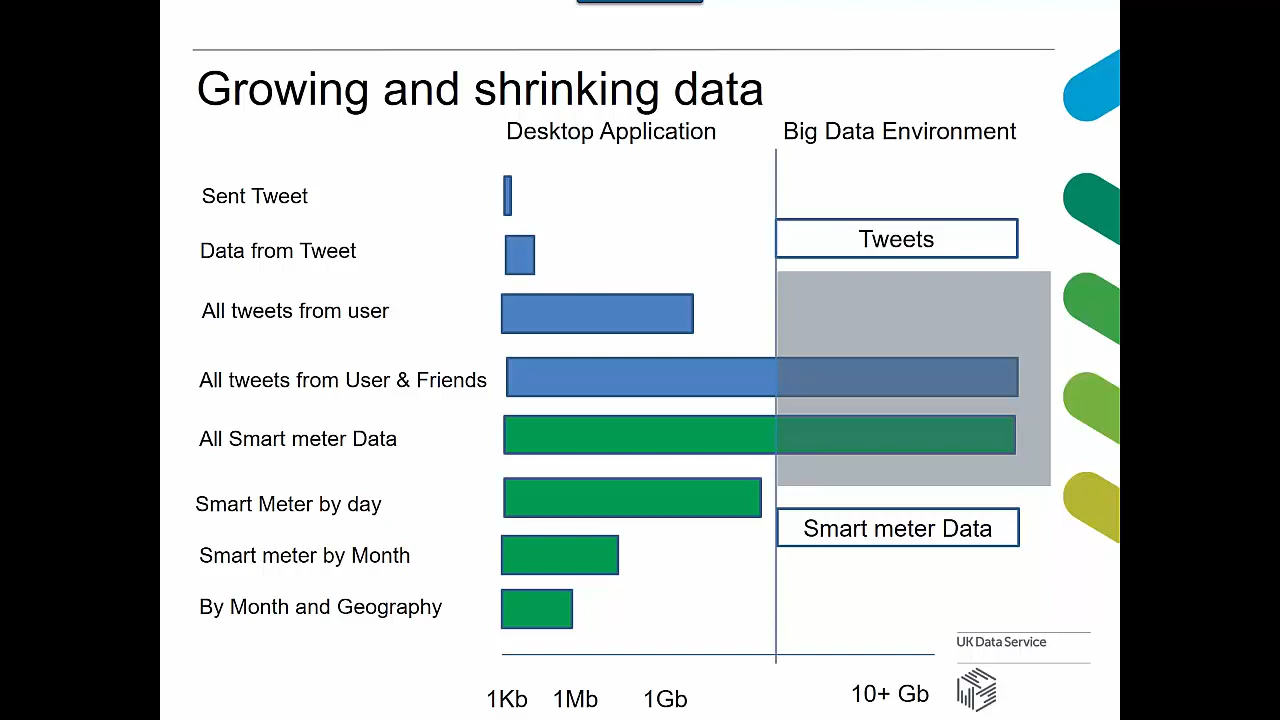 Growing and shrinking data
Desktop Application
Big Data Environment
Sent Tweet
Tweets
Data from Tweet
All tweets from user
All tweets from User & Friends
All Smart meter Data
Smart Meter by day
Smart meter Data
Smart meter by Month
By Month and Geography
UK Data Service
1Kb 1Mb 1Gb 10+ Gb